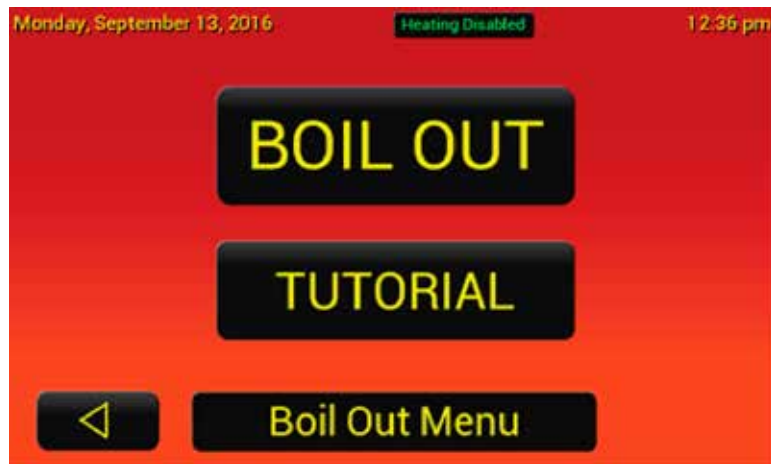 Monday, September 13, 2016 Heating Disabled 12:36 pm
BOIL OUT
TUTORIAL
Boil Out Menu